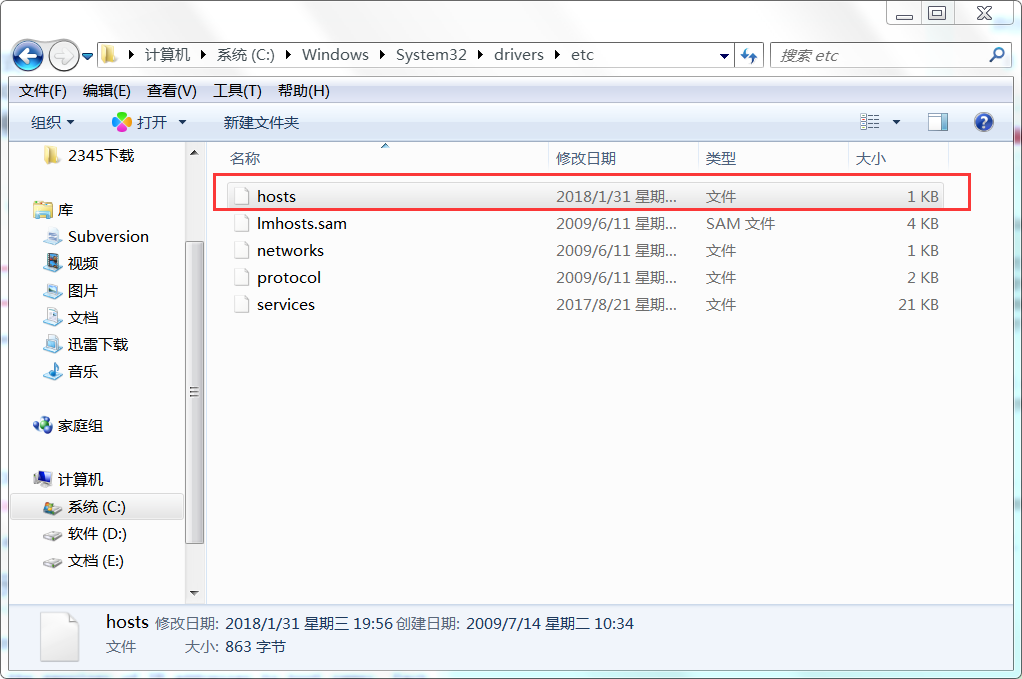 计算机 系统 (C:) Windows System32 drivers etc 搜索 etc
文件(F) 编辑(E) 查看(V) 工具(T) 帮助(H)
组织 打开 新建文件夹
2345下载
库
Subversion
视频
图片
文档
迅雷下载
音乐
家庭组
计算机
系统 (C:)
软件 (D:)
文档 (E:)
名称 修改日期 类型 大小
hosts 2018/1/31 星期... 文件 1 KB
lmhosts.sam 2009/6/11 星期... SAM 文件 4 KB
networks 2009/6/11 星期... 文件 1 KB
protocol 2009/6/11 星期... 文件 2 KB
services 2017/8/21 星期... 文件 21 KB
hosts 修改日期: 2018/1/31 星期三 19:56 创建日期: 2009/7/14 星期二 10:34
文件 大小: 863 字节